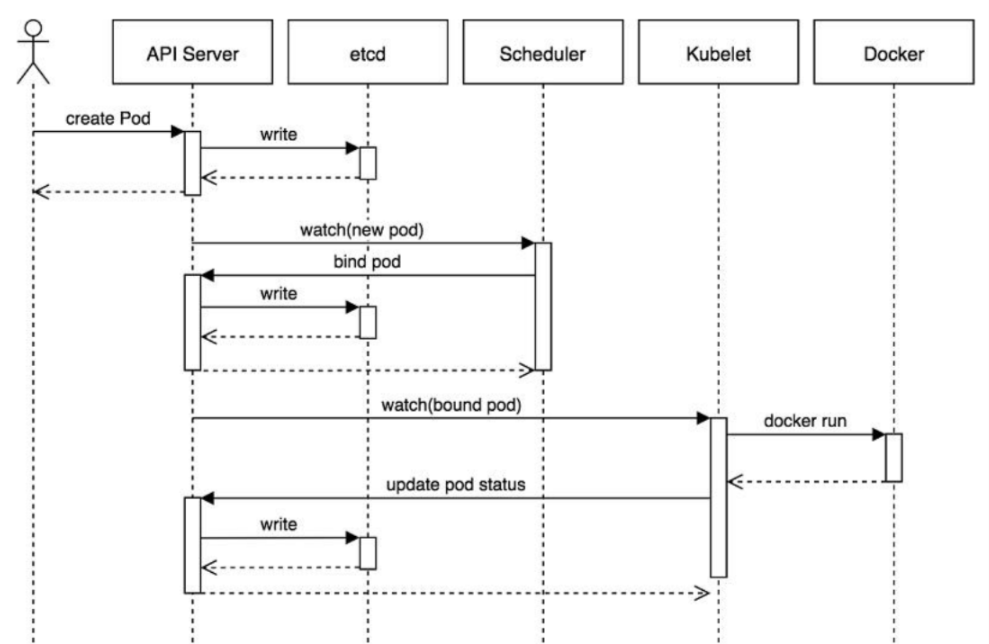 API Server
etcd
Scheduler
Kubelet
Docker
create Pod
write
watch(new pod)
bind pod
write
watch(bound pod)
docker run
update pod status
write